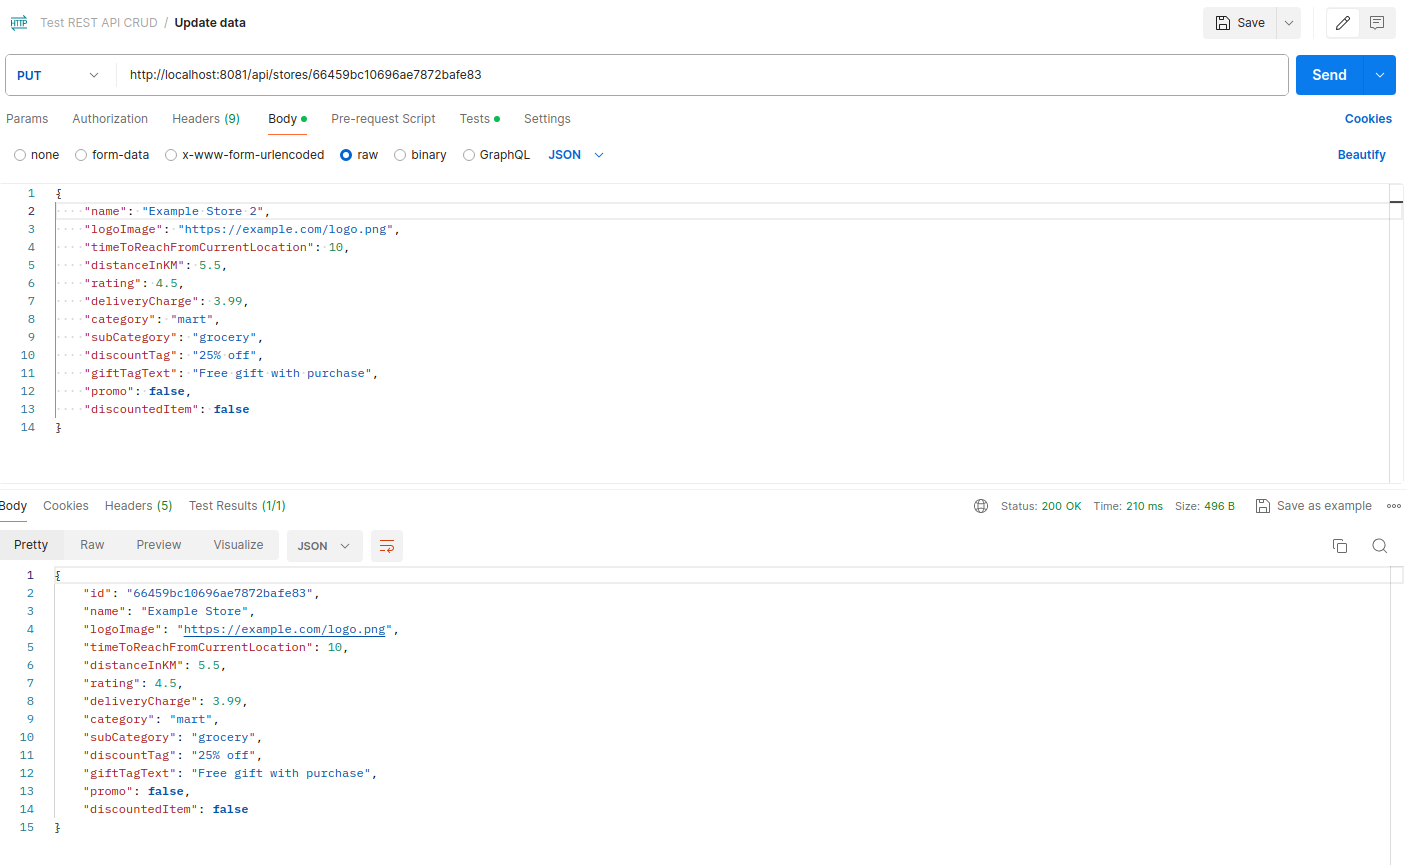 HTTP Test REST API CRUD / Update data Save
PUT http://localhost:8081/api/stores/66459bc10696ae7872bafe83 Send
Params Authorization Headers (9) Body Pre-request Script Tests Settings Cookies
none form-data x-www-form-urlencoded raw binary GraphQL JSON Beautify
1 {
2 "name": "Example Store 2",
3 "logoImage": "https://example.com/logo.png",
4 "timeToReachFromCurrentLocation": 10,
5 "distanceInKM": 5.5,
6 "rating": 4.5,
7 "deliveryCharge": 3.99,
8 "category": "mart",
9 "subCategory": "grocery",
10 "discountTag": "25% off",
11 "giftTagText": "Free gift with purchase",
12 "promo": false,
13 "discountedItem": false
14 }
Body Cookies Headers (5) Test Results (1/1) Status: 200 OK Time: 210 ms Size: 496 B Save as example
Pretty Raw Preview Visualize JSON
1 {
2 "id": "66459bc10696ae7872bafe83",
3 "name": "Example Store",
4 "logoImage": "https://example.com/logo.png",
5 "timeToReachFromCurrentLocation": 10,
6 "distanceInKM": 5.5,
7 "rating": 4.5,
8 "deliveryCharge": 3.99,
9 "category": "mart",
10 "subCategory": "grocery",
11 "discountTag": "25% off",
12 "giftTagText": "Free gift with purchase",
13 "promo": false,
14 "discountedItem": false
15 }